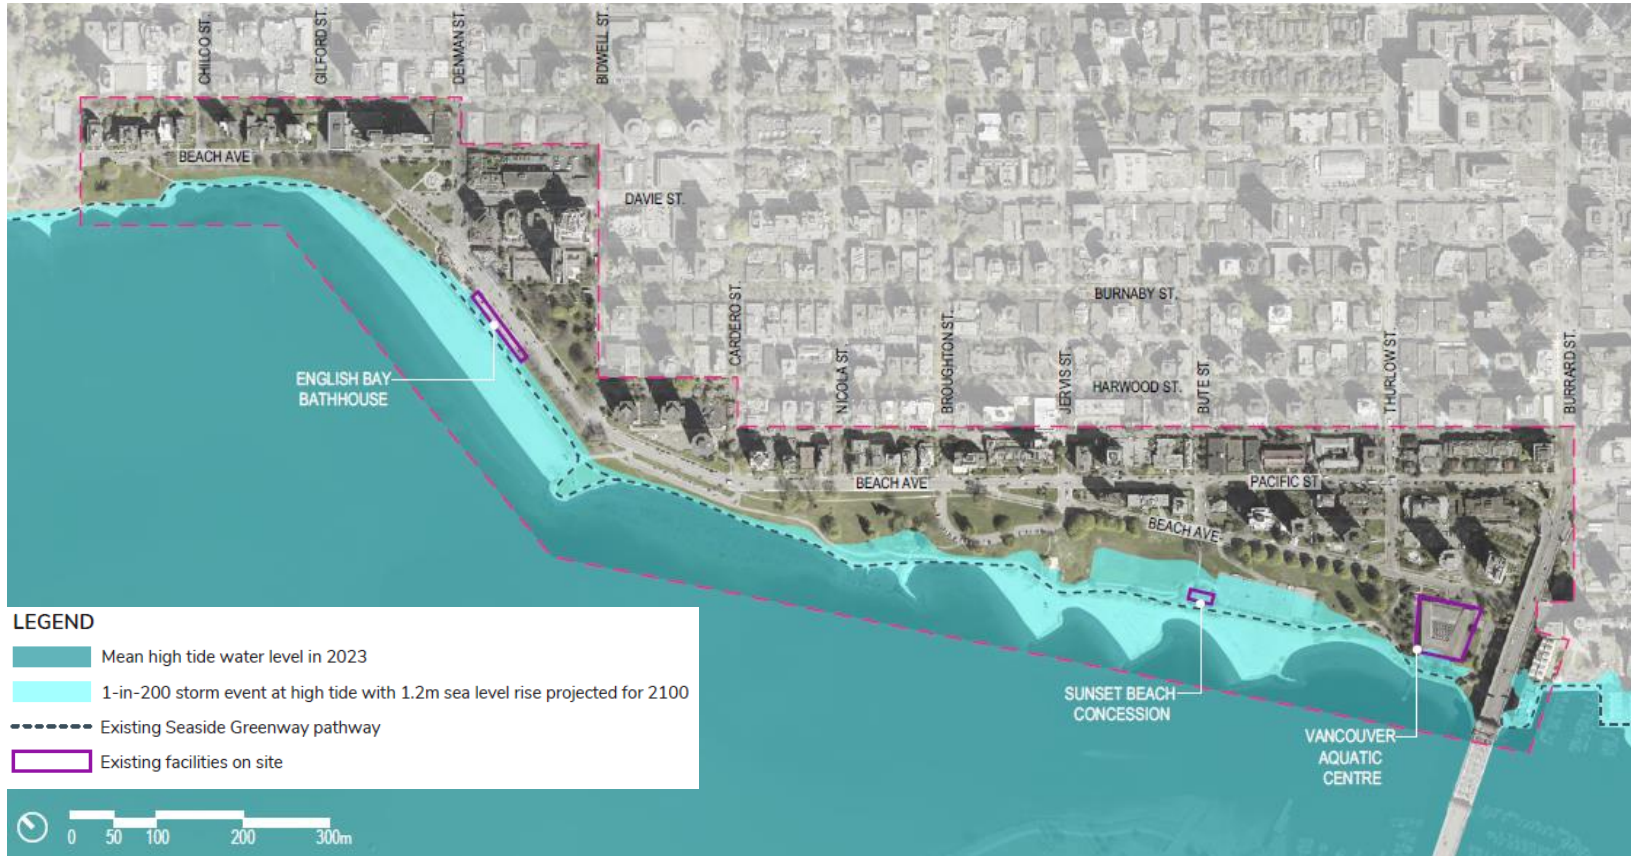 CHILCO ST.
GILFORD ST.
DENMAN ST.
BIDWELL ST.
BEACH AVE
DAVIE ST.
BURNABY ST.
CARDERO ST.
NICOLA ST.
BROUGHTON ST.
JERVIS ST.
HARWOOD ST.
BUTE ST.
THURLOW ST.
BURRARD ST.
ENGLISH BAY
BATHHOUSE
BEACH AVE
PACIFIC ST
BEACH AVE
SUNSET BEACH
CONCESSION
VANCOUVER
AQUATIC
CENTRE
LEGEND
Mean high tide water level in 2023
1-in-200 storm event at high tide with 1.2m sea level rise projected for 2100
Existing Seaside Greenway pathway
Existing facilities on site
0 50 100 200 300m